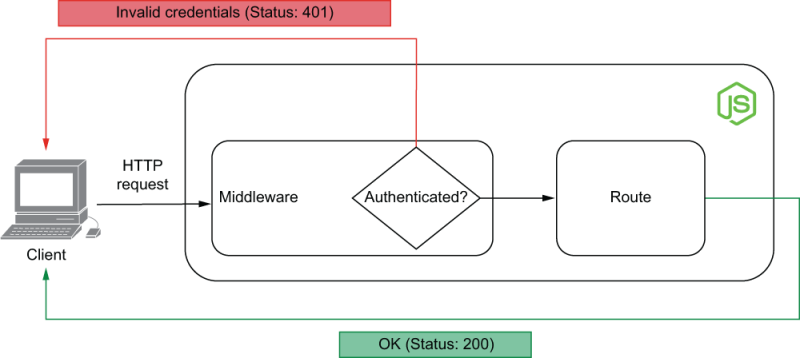 Invalid credentials (Status: 401)
JS
HTTP
request
Middleware
Authenticated?
Route
Client
OK (Status: 200)